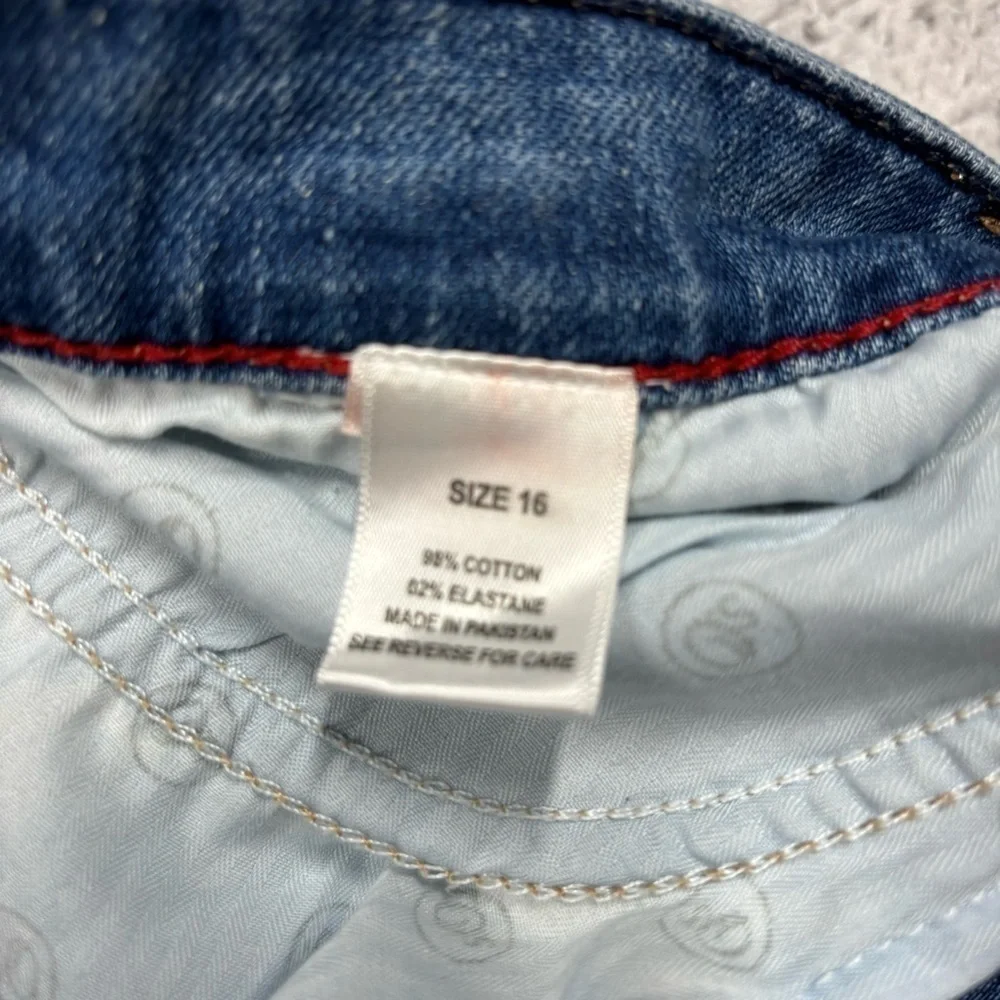 SIZE 16
98% COTTON
02% ELASTANE
MADE IN PAKISTAN
SEE REVERSE FOR CARE